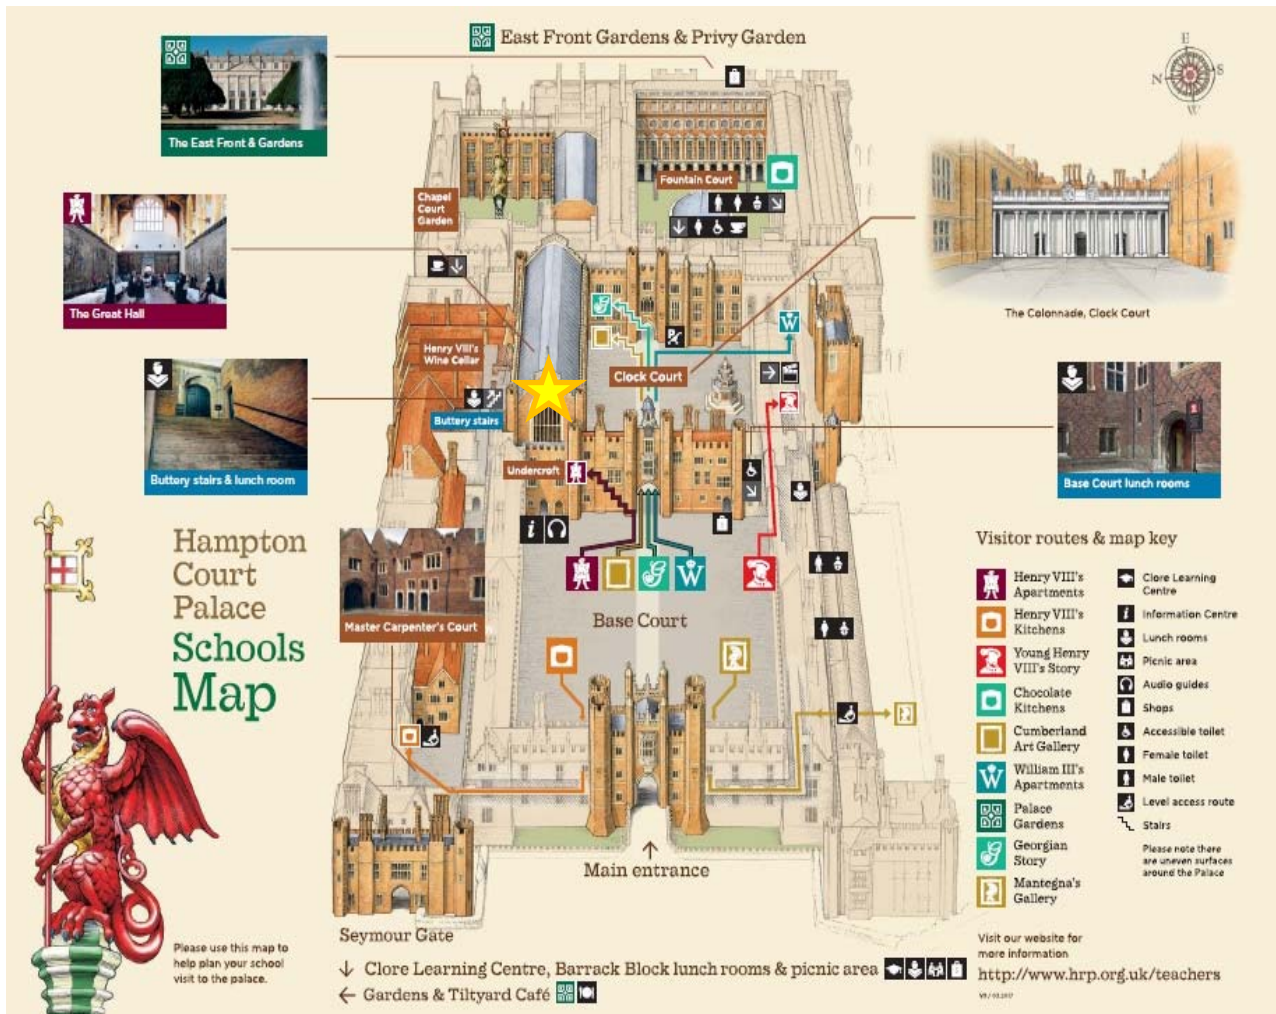 East Front Gardens & Privy Garden
E
N
S
W
The East Front & Gardens
Chapel
Court
Garden
Fountain Court
The Great Hall
The Colonnade, Clock Court
Henry VIII's
Wine Cellar
Clock Court
W
Buttery stairs
Buttery stairs & lunch room
Undercroft
Base Court lunch rooms
i
W
Hampton
Court
Palace
Schools
Map
Master Carpenter's Court
Base Court
Main entrance
Seymour Gate
↓ Clore Learning Centre, Barrack Block lunch rooms & picnic area
← Gardens & Tiltyard Café
Please use this map to
help plan your school
visit to the palace.
Visitor routes & map key
Henry VIII's
Apartments
Henry VIII's
Kitchens
Young Henry
VIII's Story
Chocolate
Kitchens
Cumberland
Art Gallery
W
William III's
Apartments
Palace
Gardens
Georgian
Story
Mantegna's
Gallery
Clore Learning
Centre
i
Information Centre
Lunch rooms
Picnic area
Audio guides
Shops
Accessible toilet
Female toilet
Male toilet
Level access route
Stairs
Please note there
are uneven surfaces
around the Palace
Visit our website for
more information
http://www.hrp.org.uk/teachers